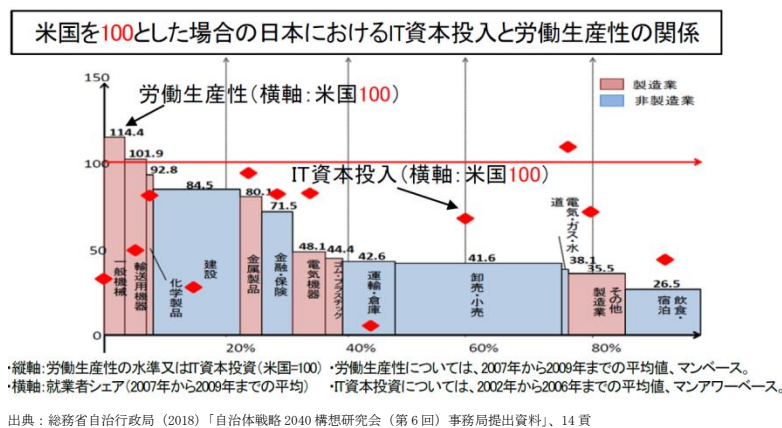 米国を100とした場合の日本におけるIT資本投入と労働生産性の関係
150
労働生産性(横軸:米国100)
製造業
非製造業
114.4
101.9
100
92.8
84.5
80.1
71.5
IT資本投入(横軸:米国100)
電気・ガス・水道
50
48.1
44.4
42.6
41.6
38.1
35.5
26.5
一般機械
輸送用機器
化学製品
建設
金属製品
金融・保険
電気機器
ゴム・プラスチック
運輸・倉庫
卸売・小売
その他製造業
飲食・宿泊
0
20%
40%
60%
80%
・縦軸:労働生産性の水準又はIT資本投資(米国=100) ・労働生産性については、2007年から2009年までの平均値、マンベース。
・横軸:就業者シェア(2007年から2009年までの平均) ・IT資本投資については、2002から2006年までの平均値、マンアワーベース。
出典:総務省自治行政局(2018)「自治体戦略2040構想研究会(第6回)事務局提出資料」、14貢